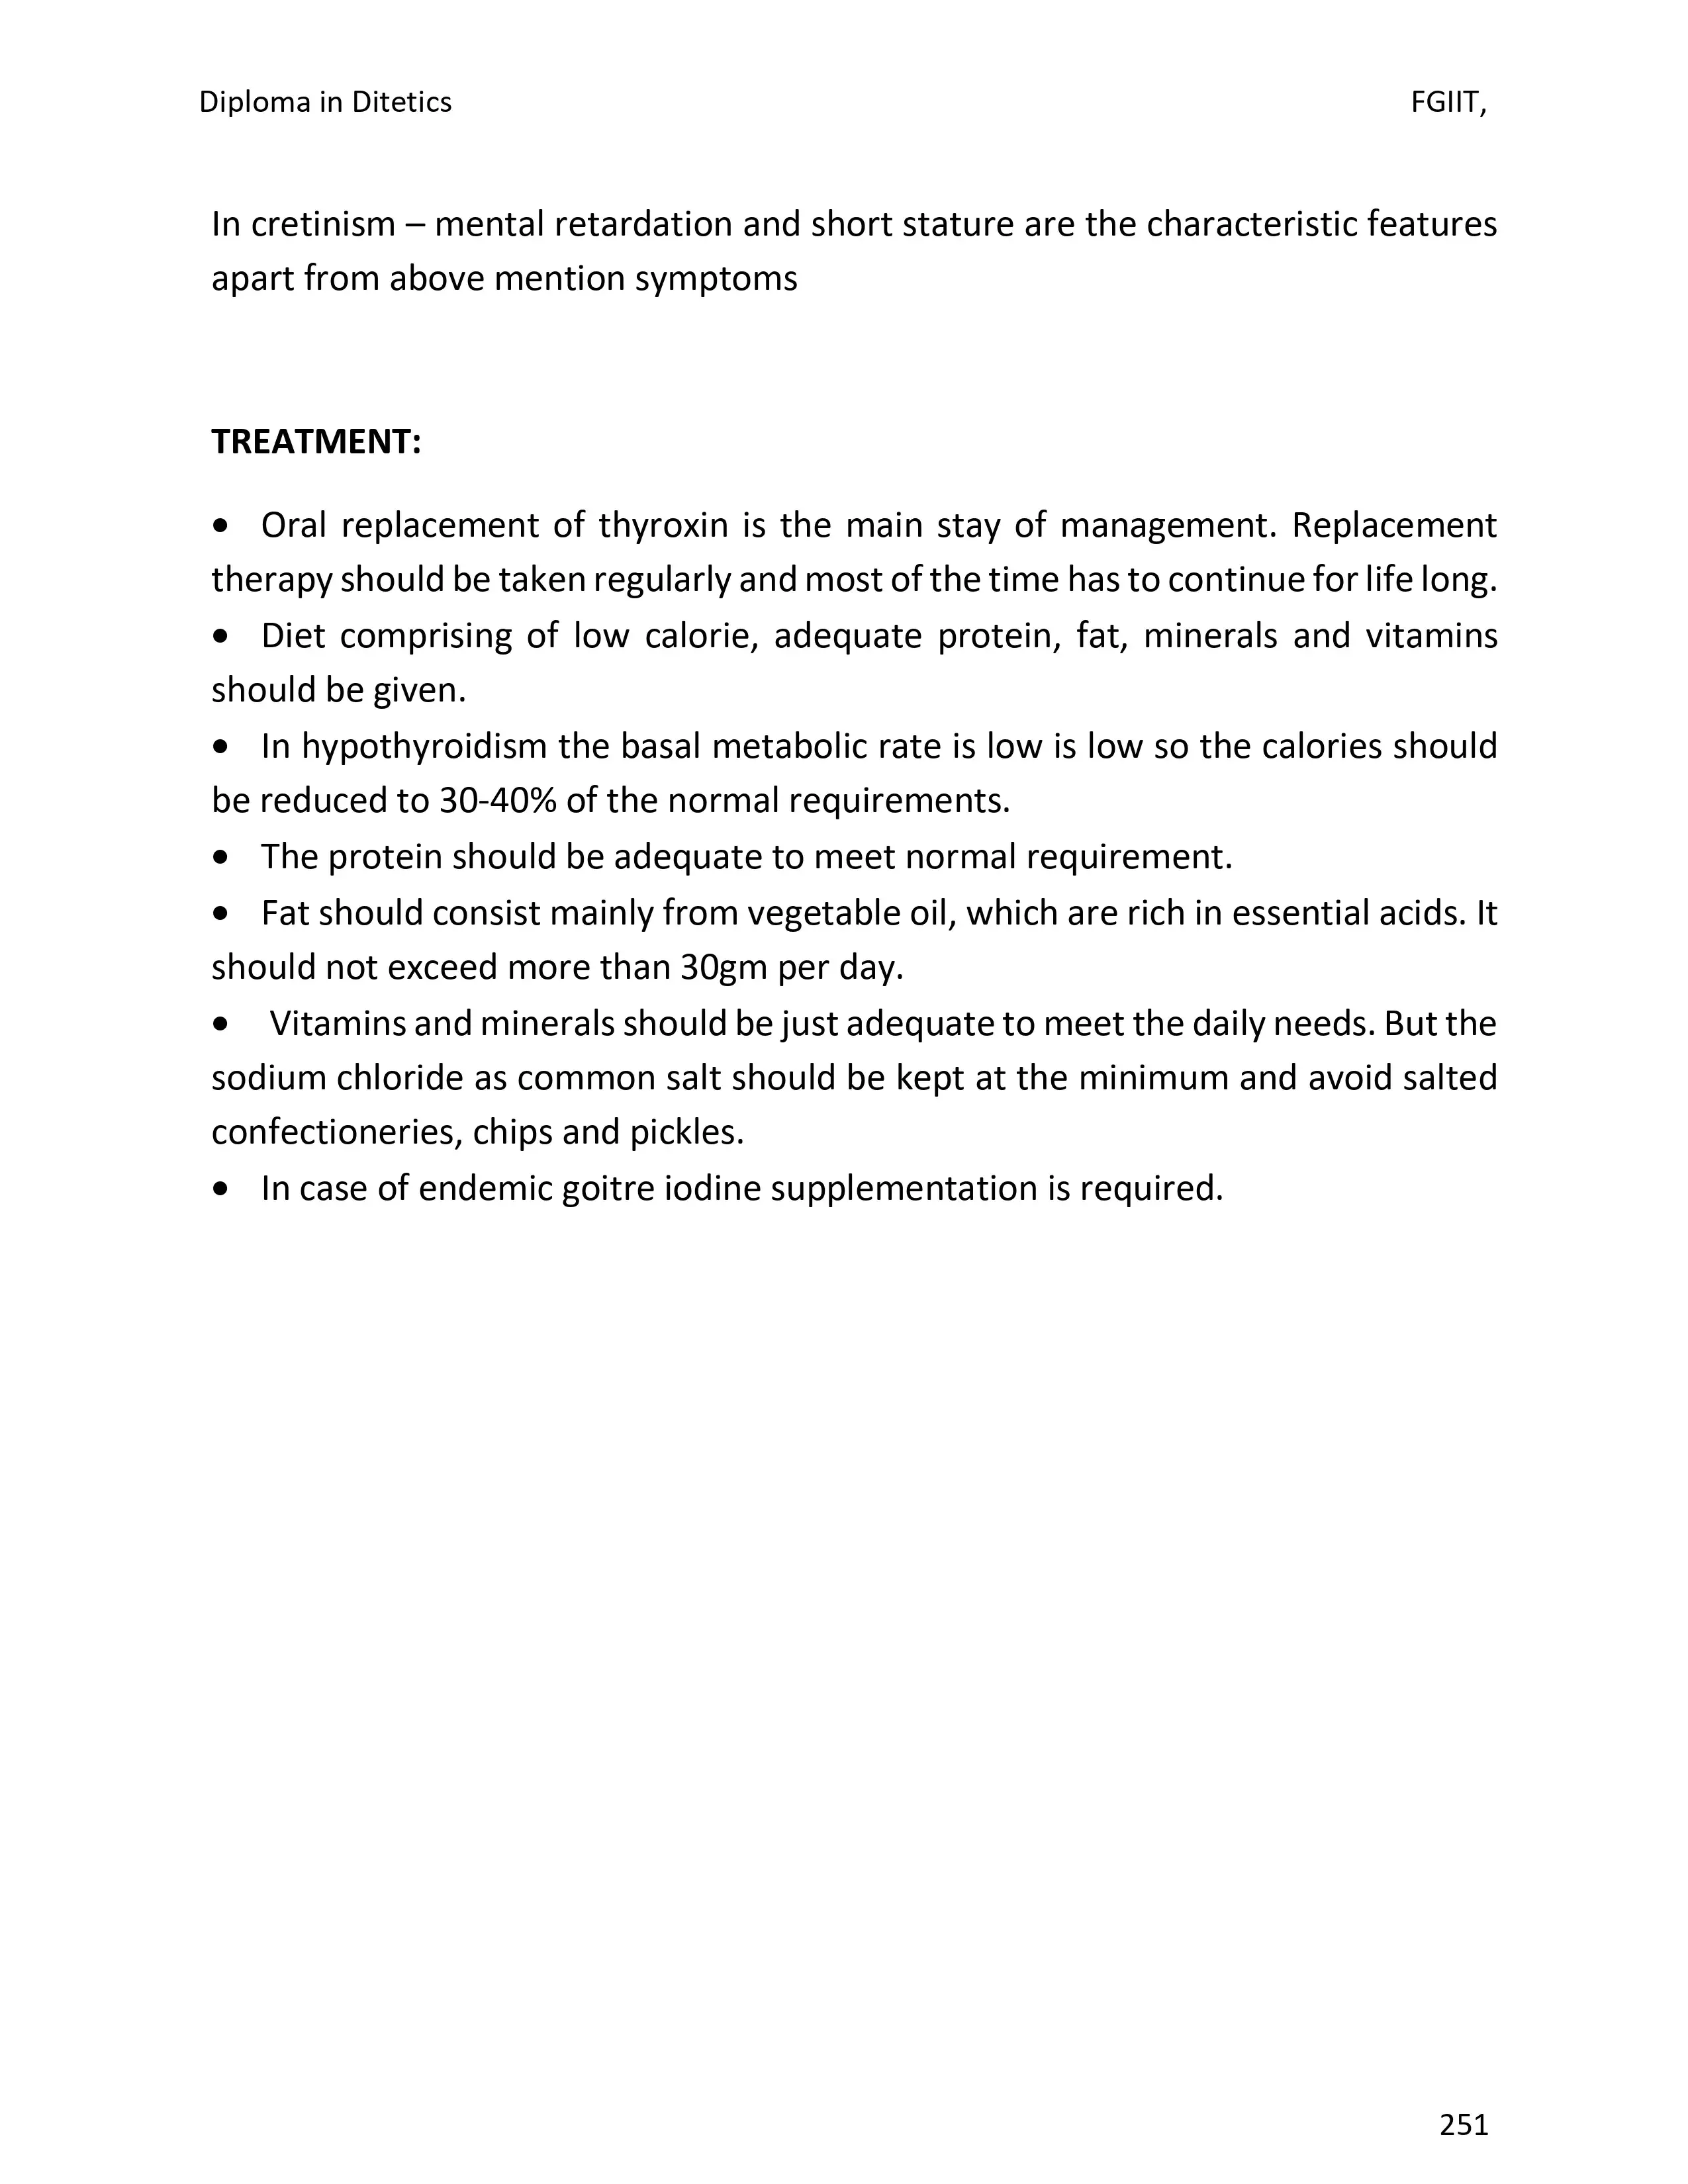 Diploma in Ditetics FGIIT,
In cretinism – mental retardation and short stature are the characteristic features
apart from above mention symptoms
TREATMENT:
• Oral replacement of thyroxin is the main stay of management. Replacement
therapy should be taken regularly and most of the time has to continue for life long.
• Diet comprising of low calorie, adequate protein, fat, minerals and vitamins
should be given.
• In hypothyroidism the basal metabolic rate is low is low so the calories should
be reduced to 30-40% of the normal requirements.
• The protein should be adequate to meet normal requirement.
• Fat should consist mainly from vegetable oil, which are rich in essential acids. It
should not exceed more than 30gm per day.
• Vitamins and minerals should be just adequate to meet the daily needs. But the
sodium chloride as common salt should be kept at the minimum and avoid salted
confectioneries, chips and pickles.
• In case of endemic goitre iodine supplementation is required.
251